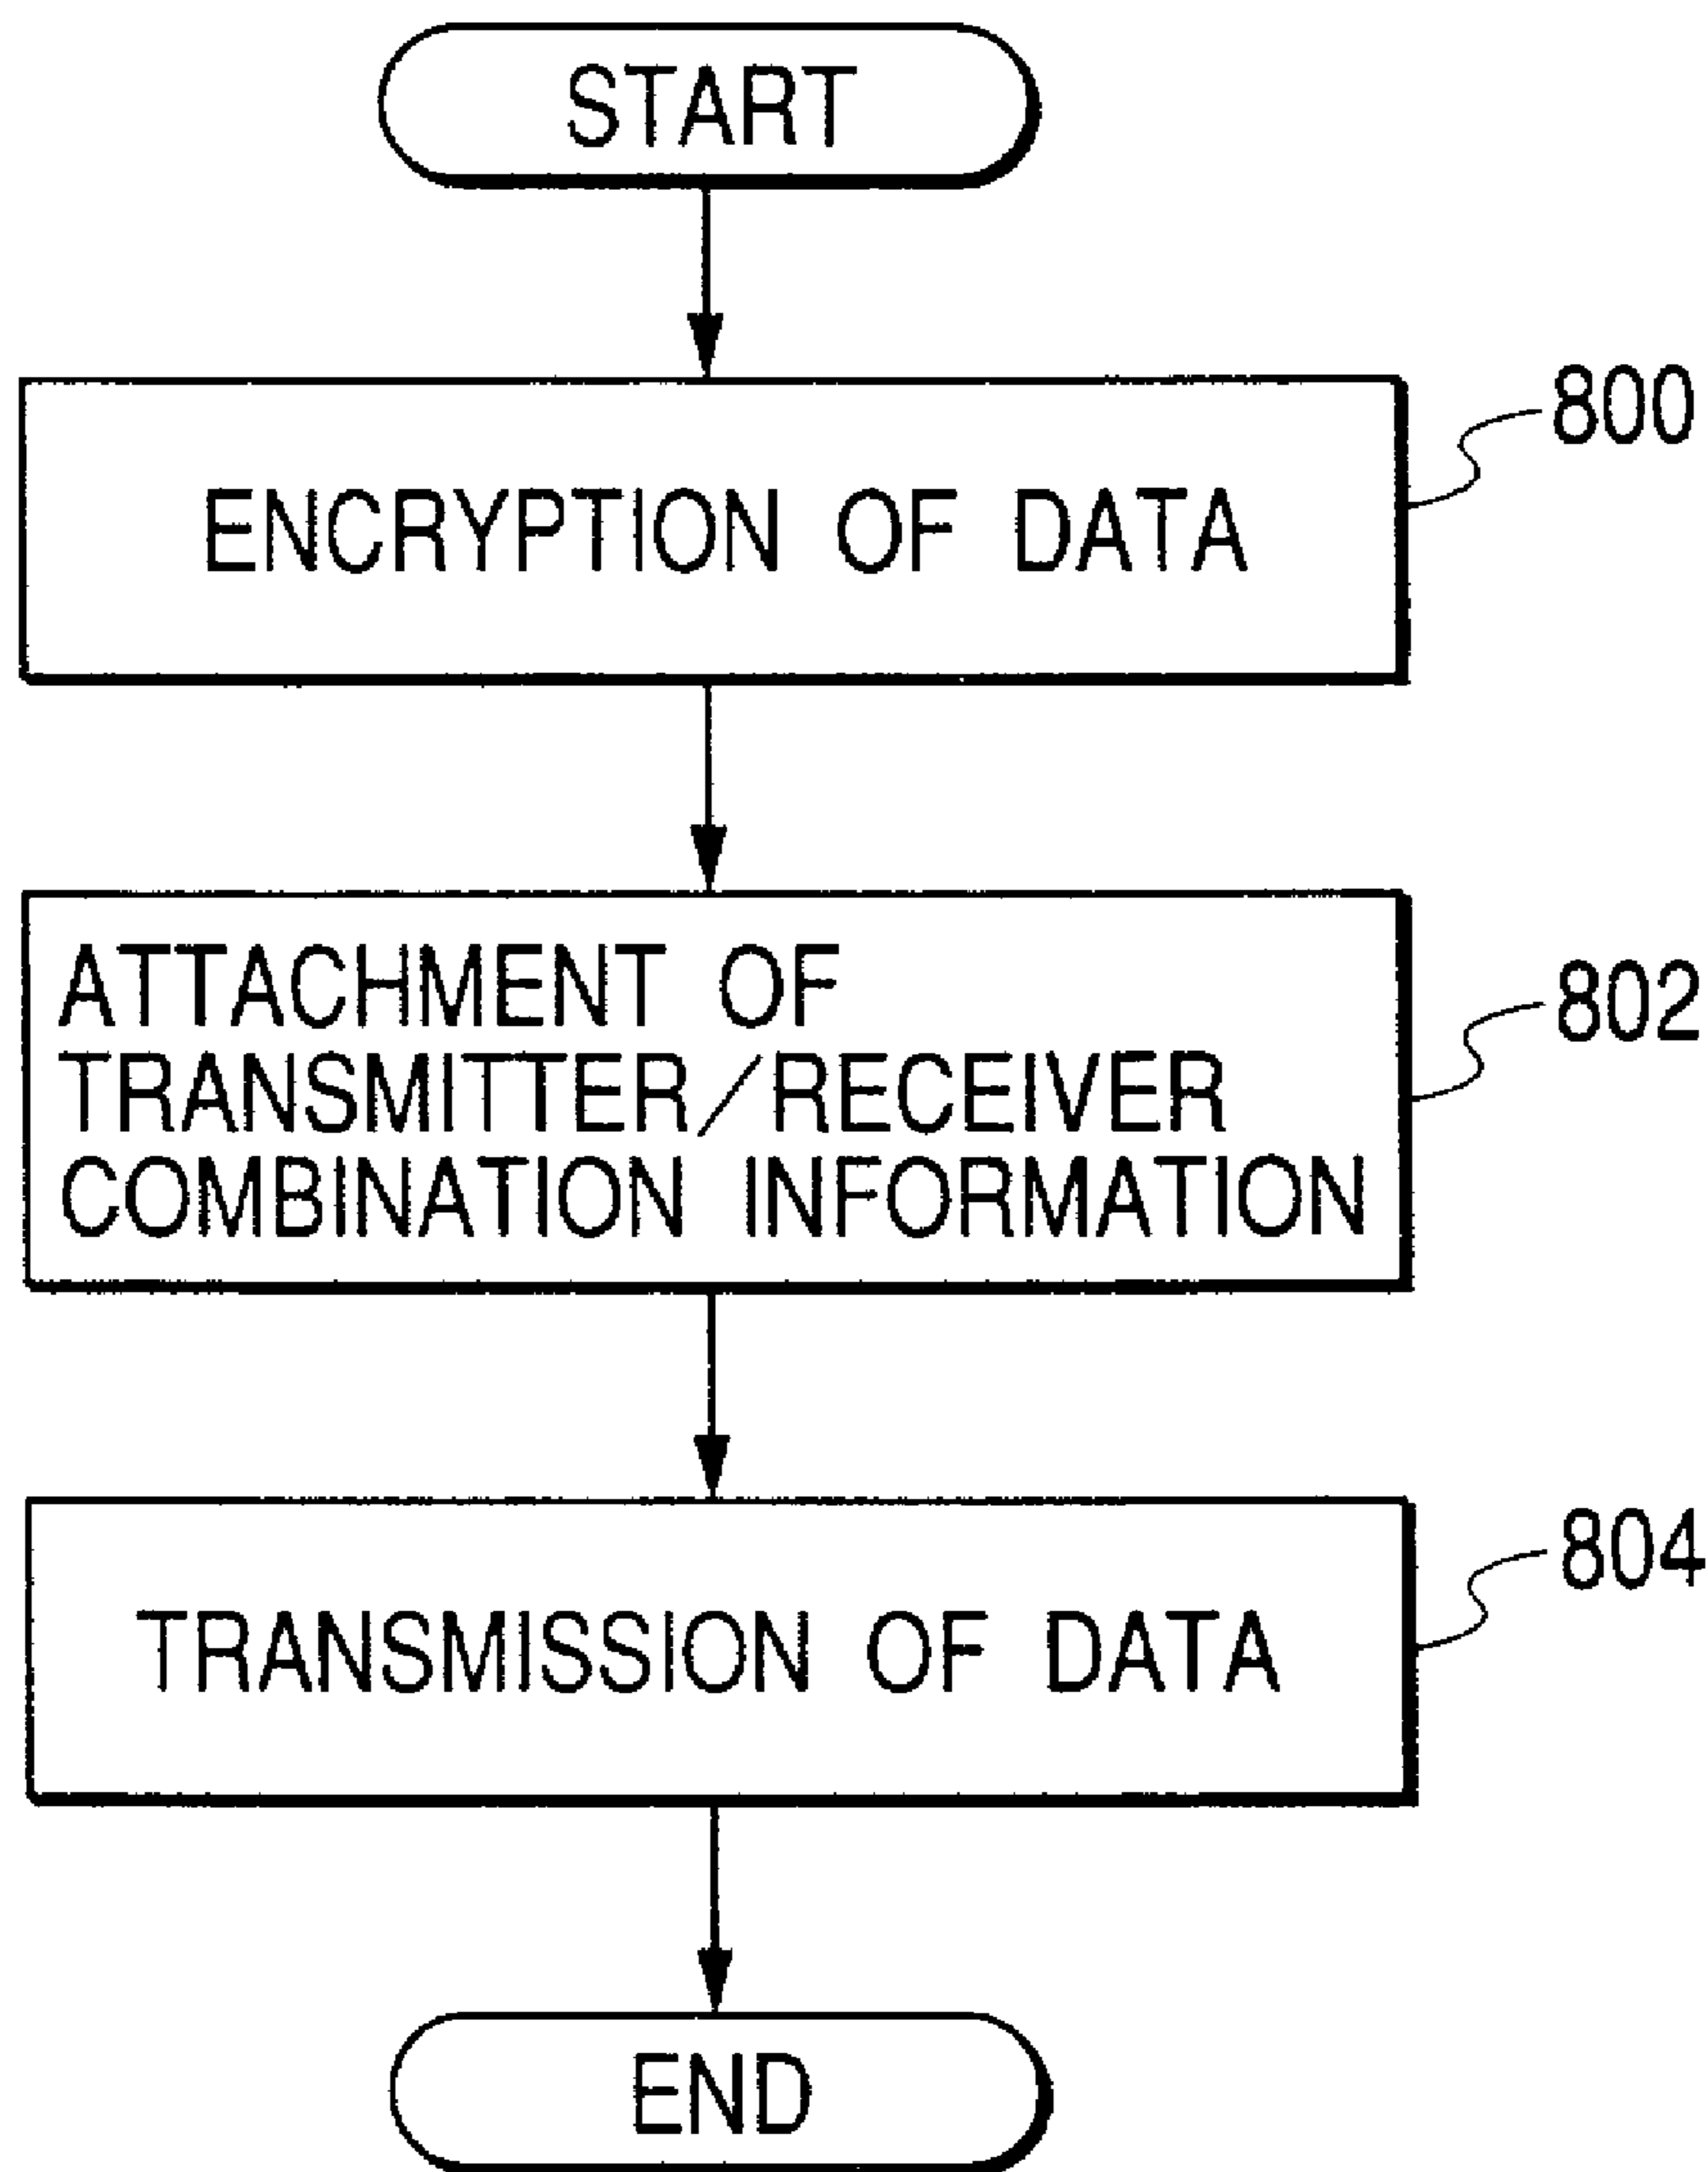 START
ENCRYPTION OF DATA
800
ATTACHMENT OF
TRANSMITTER/RECEIVER
COMBINATION INFORMATION
802
TRANSMISSION OF DATA
804
END